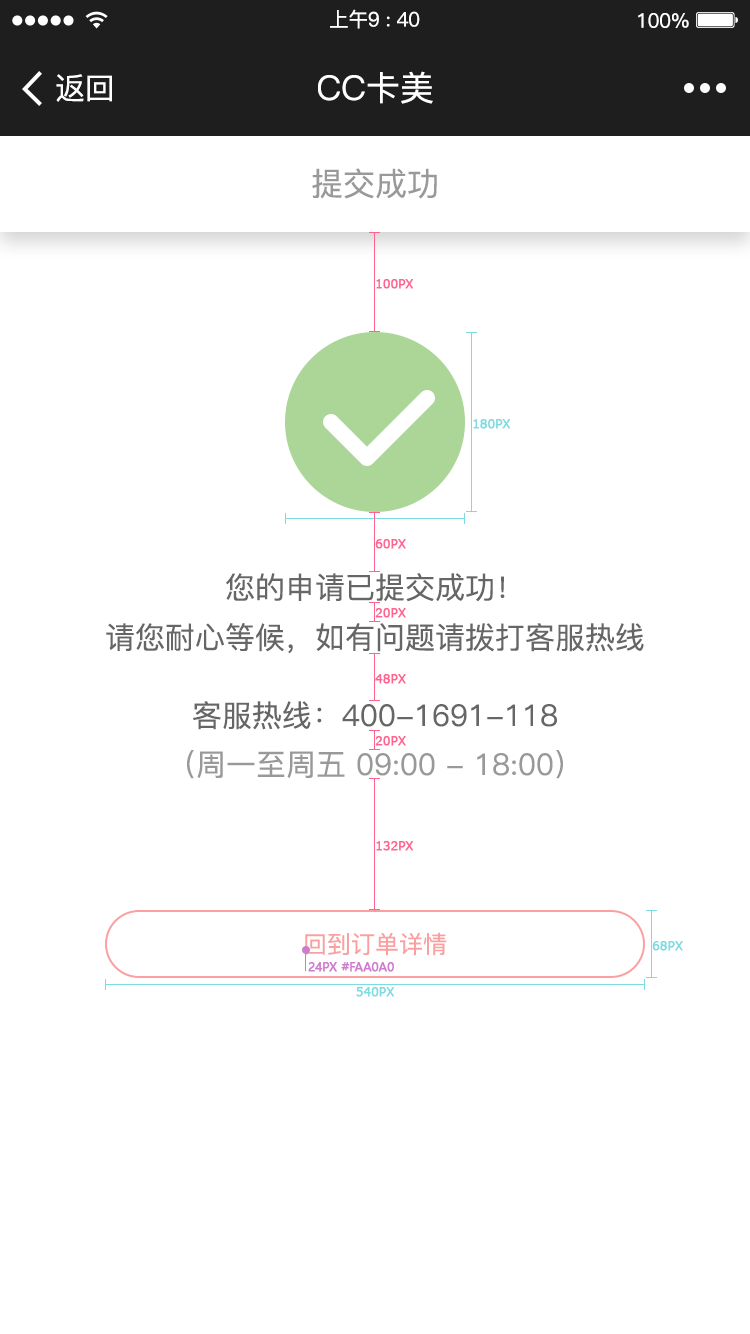 上午9 : 40
100%
返回
CC卡美
提交成功
100PX
180PX
60PX
您的申请已提交成功！
20PX
请您耐心等候，如有问题请拨打客服热线
48PX
客服热线：400-1691-118
20PX
（周一至周五 09:00 - 18:00）
132PX
回到订单详情
68PX
24PX #FAA0A0
540PX